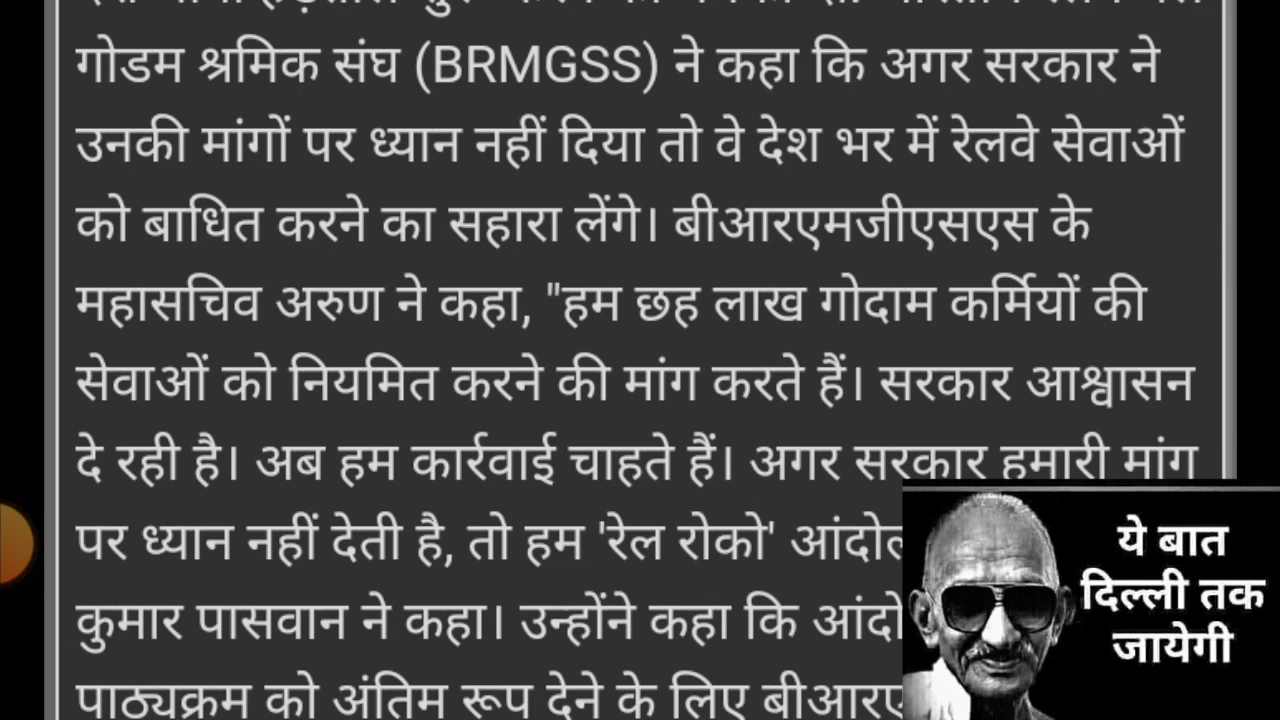 गोडम श्रमिक संघ (BRMGSS) ने कहा कि अगर सरकार ने
उनकी मांगों पर ध्यान नहीं दिया तो वे देश भर में रेलवे सेवाओं
को बाधित करने का सहारा लेंगे। बीआरएमजीएसएस के
महासचिव अरुण ने कहा, "हम छह लाख गोदाम कर्मियों की
सेवाओं को नियमित करने की मांग करते हैं। सरकार आश्वासन
दे रही है। अब हम कार्रवाई चाहते हैं। अगर सरकार हमारी मांग
पर ध्यान नहीं देती है, तो हम 'रेल रोको'
कुमार पासवान ने कहा। उन्होंने कहा कि
पाठ्यक्रम को अंतिम रूप देने के लिए
ये बात
दिल्ली तक
जायेगी